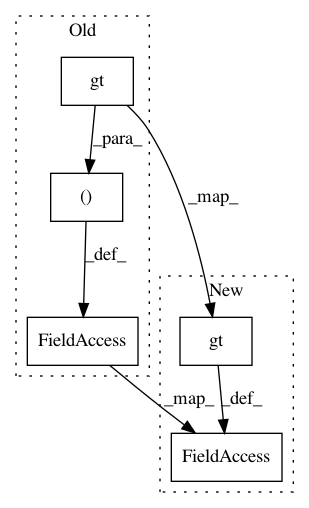 Old
gt
_para_
()
_map_
_def_
New
FieldAccess
gt
_map_
_def_
FieldAccess